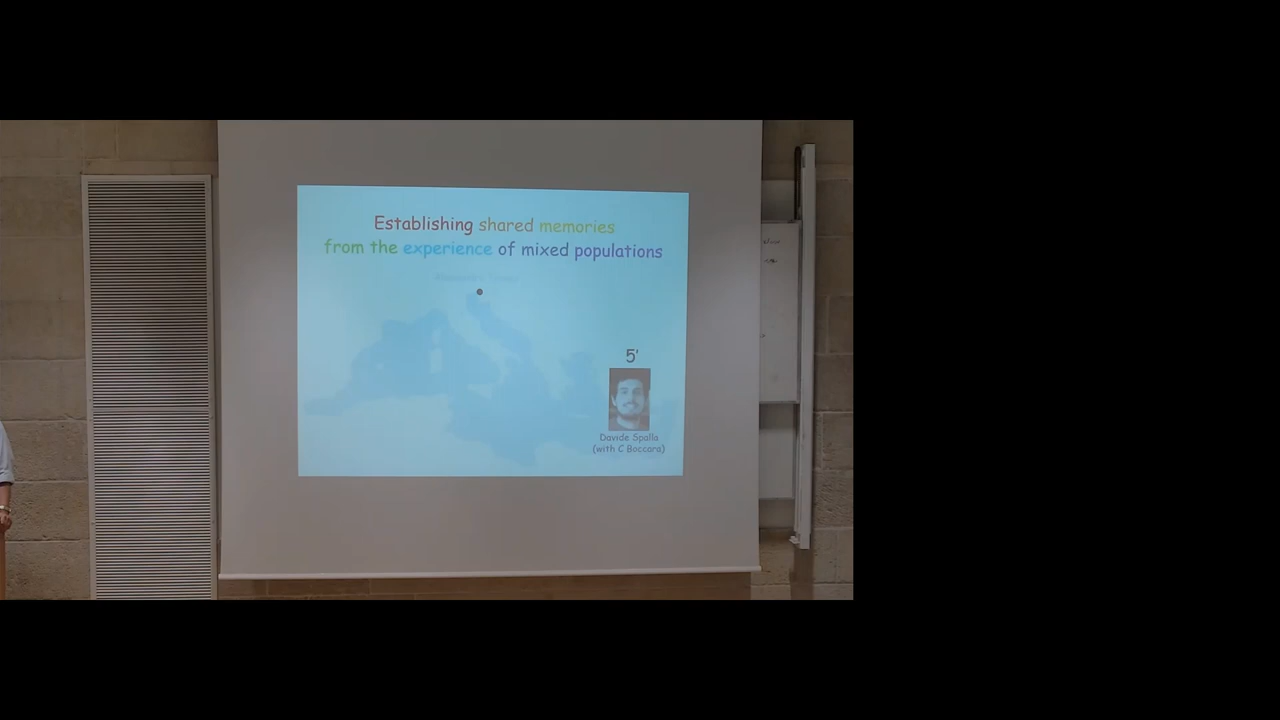 Establishing shared memories
from the experience of mixed populations
5'
Davide Spalla
(with C Boccara)